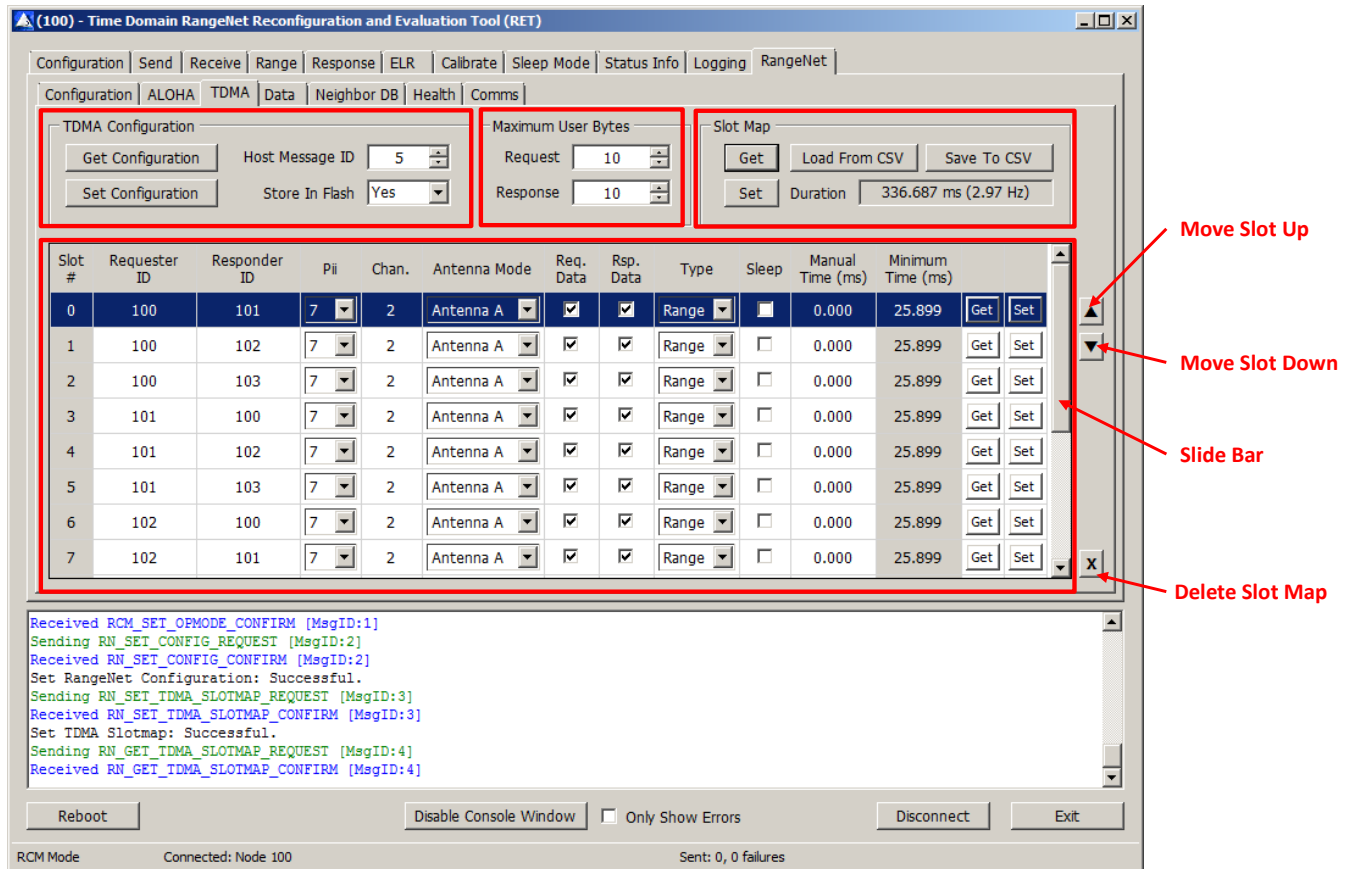 (100) - Time Domain RangeNet Reconfiguration and Evaluation Tool (RET)
Configuration Send Receive Range Response ELR Calibrate Sleep Mode Status Info Logging RangeNet
Configuration ALOHA TDMA Data Neighbor DB Health Comms
TDMA Configuration Maximum User Bytes Slot Map
Get Configuration Host Message ID 5 Request 10 Get Load From CSV Save To CSV
Set Configuration Store In Flash Yes Response 10 Set Duration 336.687 ms (2.97 Hz)
Move Slot Up
Slot # Requester ID Responder ID Pii Chan. Antenna Mode Req. Data Rsp. Data Type Sleep Manual Time (ms) Minimum Time (ms)
0 100 101 7 2 Antenna A Range 0.000 25.899 Get Set
1 100 102 7 2 Antenna A Range 0.000 25.899 Get Set
Move Slot Down
2 100 103 7 2 Antenna A Range 0.000 25.899 Get Set
3 101 100 7 2 Antenna A Range 0.000 25.899 Get Set
4 101 102 7 2 Antenna A Range 0.000 25.899 Get Set
Slide Bar
5 101 103 7 2 Antenna A Range 0.000 25.899 Get Set
6 102 100 7 2 Antenna A Range 0.000 25.899 Get Set
7 102 101 7 2 Antenna A Range 0.000 25.899 Get Set
X
Delete Slot Map
Received RCM_SET_OPMODE_CONFIRM [MsgID:1]
Sending RN_SET_CONFIG_REQUEST [MsgID:2]
Received RN_SET_CONFIG_CONFIRM [MsgID:2]
Set RangeNet Configuration: Successful.
Sending RN_SET_TDMA_SLOTMAP_REQUEST [MsgID:3]
Received RN_SET_TDMA_SLOTMAP_CONFIRM [MsgID:3]
Set TDMA Slotmap: Successful.
Sending RN_GET_TDMA_SLOTMAP_REQUEST [MsgID:4]
Received RN_GET_TDMA_SLOTMAP_CONFIRM [MsgID:4]
Reboot Disable Console Window Only Show Errors Disconnect Exit
RCM Mode Connected: Node 100 Sent: 0, 0 failures